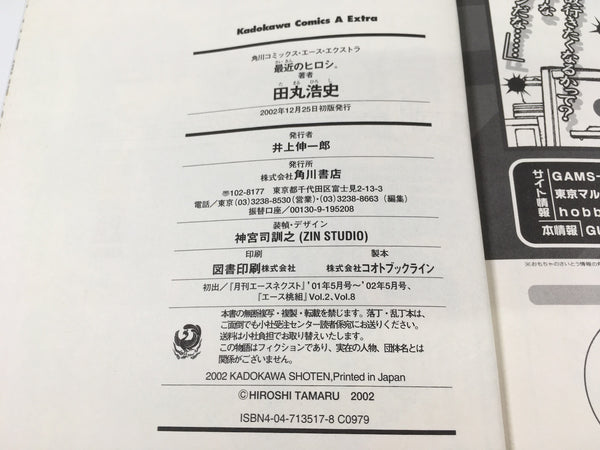 Kadokawa Comics A Extra
角川コミックス・エース・エクストラ
さいきん
最近のヒロシ。
著者
たまるひろし
田丸浩史
2002年12月25日初版発行
発行者
井上伸一郎
発行所
株式会社角川書店
〒102-8177 東京都千代田区富士見2-13-3
電話/東京(03)3238-8530(営業)・(03)3238-8663(編集)
振替口座/00130-9-195208
装幀・デザイン
神宮司訓之(ZIN STUDIO)
印刷 製本
図書印刷株式会社 株式会社コオトブックライン
初出/『月刊エースネクスト』'01年5月号〜'02年5月号、
『エース桃組』Vol.2、Vol.8
本書の無断複写・複製・転載を禁じます。落丁・乱丁本は、
ご面倒でも小社受注センター読者係宛にお送りください。
送料は小社負担でお取り替えいたします。
この物語はフィクションであり、実在の人物、団体名とは
関係がございません。
2002 KADOKAWA SHOTEN,Printed in Japan
©HIROSHI TAMARU 2002
ISBN4-04-713517-8 C0979
サイト情報
GAMS-
東京マル
hobb
本情報
GU